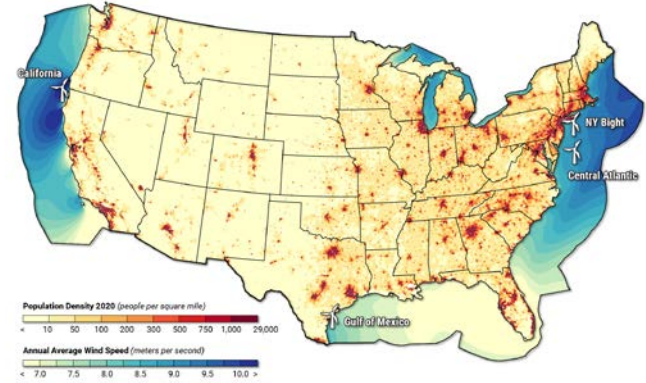 California
NY Bight
Central Atlantic
Gulf of Mexico
Population Density 2020 (people per square mile)
< 10 50 100 200 300 500 750 1,000 29,000
Annual Average Wind Speed (meters per second)
< 7.0 7.5 8.0 8.5 9.0 9.5 10.0 >